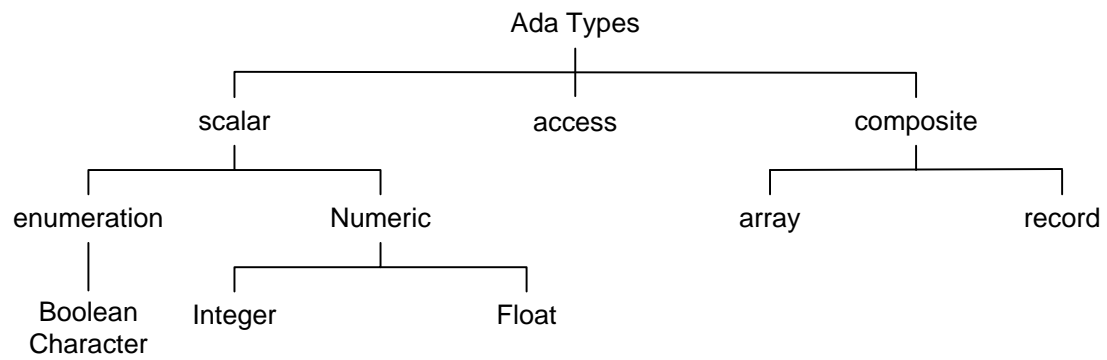 Ada Types
scalar
access
composite
enumeration
Numeric
array
record
Boolean
Character
Integer
Float